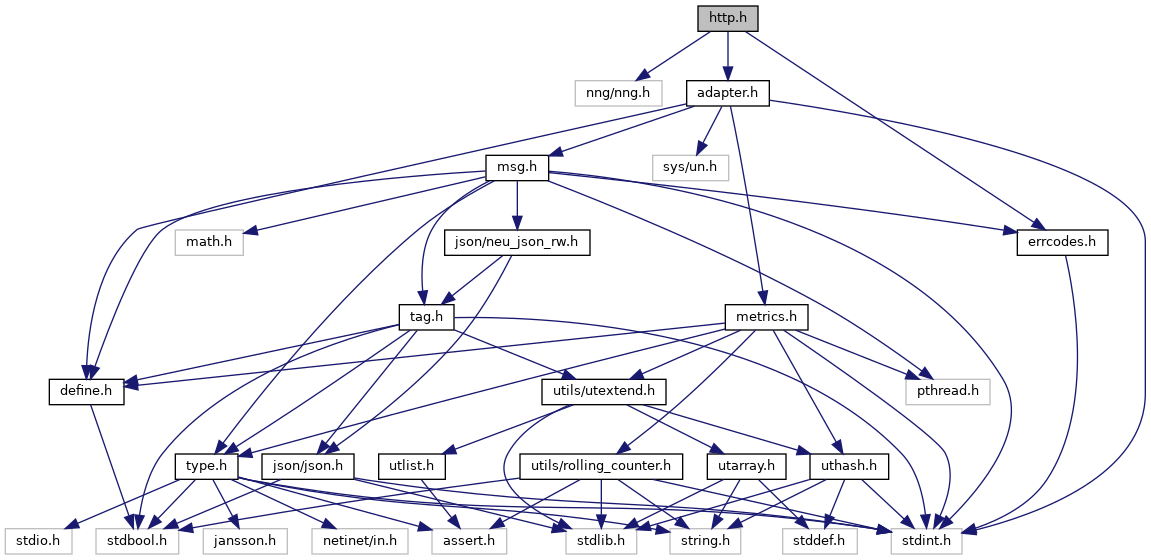 http.h
nng/nng.h
adapter.h
msg.h
sys/un.h
math.h
json/neu_json_rw.h
errcodes.h
tag.h
metrics.h
define.h
utils/utextend.h
pthread.h
type.h
json/json.h
utlist.h
utils/rolling_counter.h
utarray.h
uthash.h
stdio.h
stdbool.h
jansson.h
netinet/in.h
assert.h
stdlib.h
string.h
stddef.h
stdint.h